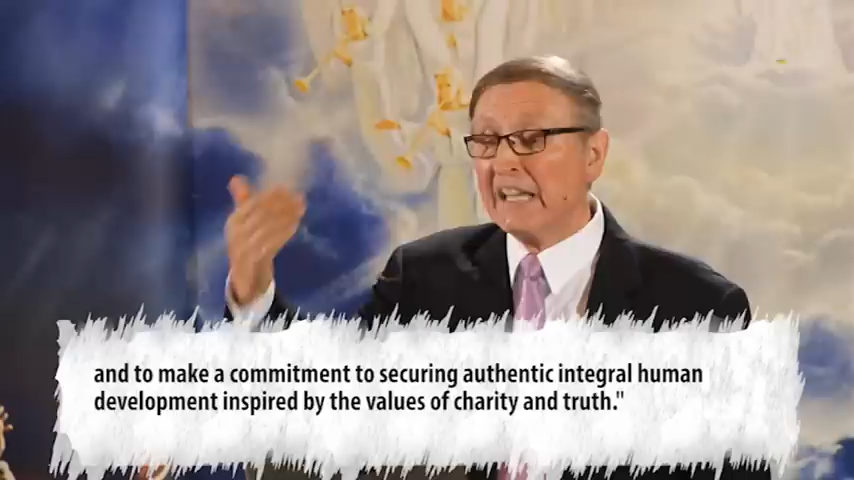 and to make a commitment to securing authentic integral human
development inspired by the values of charity and truth."